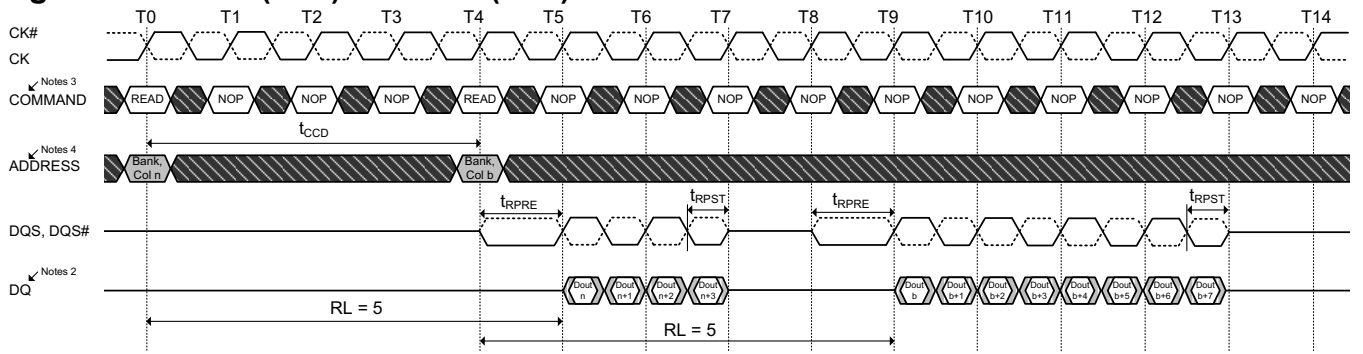 T0 T1 T2 T3 T4 T5 T6 T7 T8 T9 T10 T11 T12 T13 T14
CK#
CK
Notes 3
COMMAND
READ NOP NOP NOP READ NOP NOP NOP NOP NOP NOP NOP NOP NOP NOP
tCCD
Notes 4
ADDRESS
Bank, Col n
Bank, Col b
tRPRE tRPST tRPRE tRPST
DQS, DQS#
Notes 2
DQ
Dout n
Dout n+1
Dout n+2
Dout n+3
Dout b
Dout b+1
Dout b+2
Dout b+3
Dout b+4
Dout b+5
Dout b+6
Dout b+7
RL = 5
RL = 5